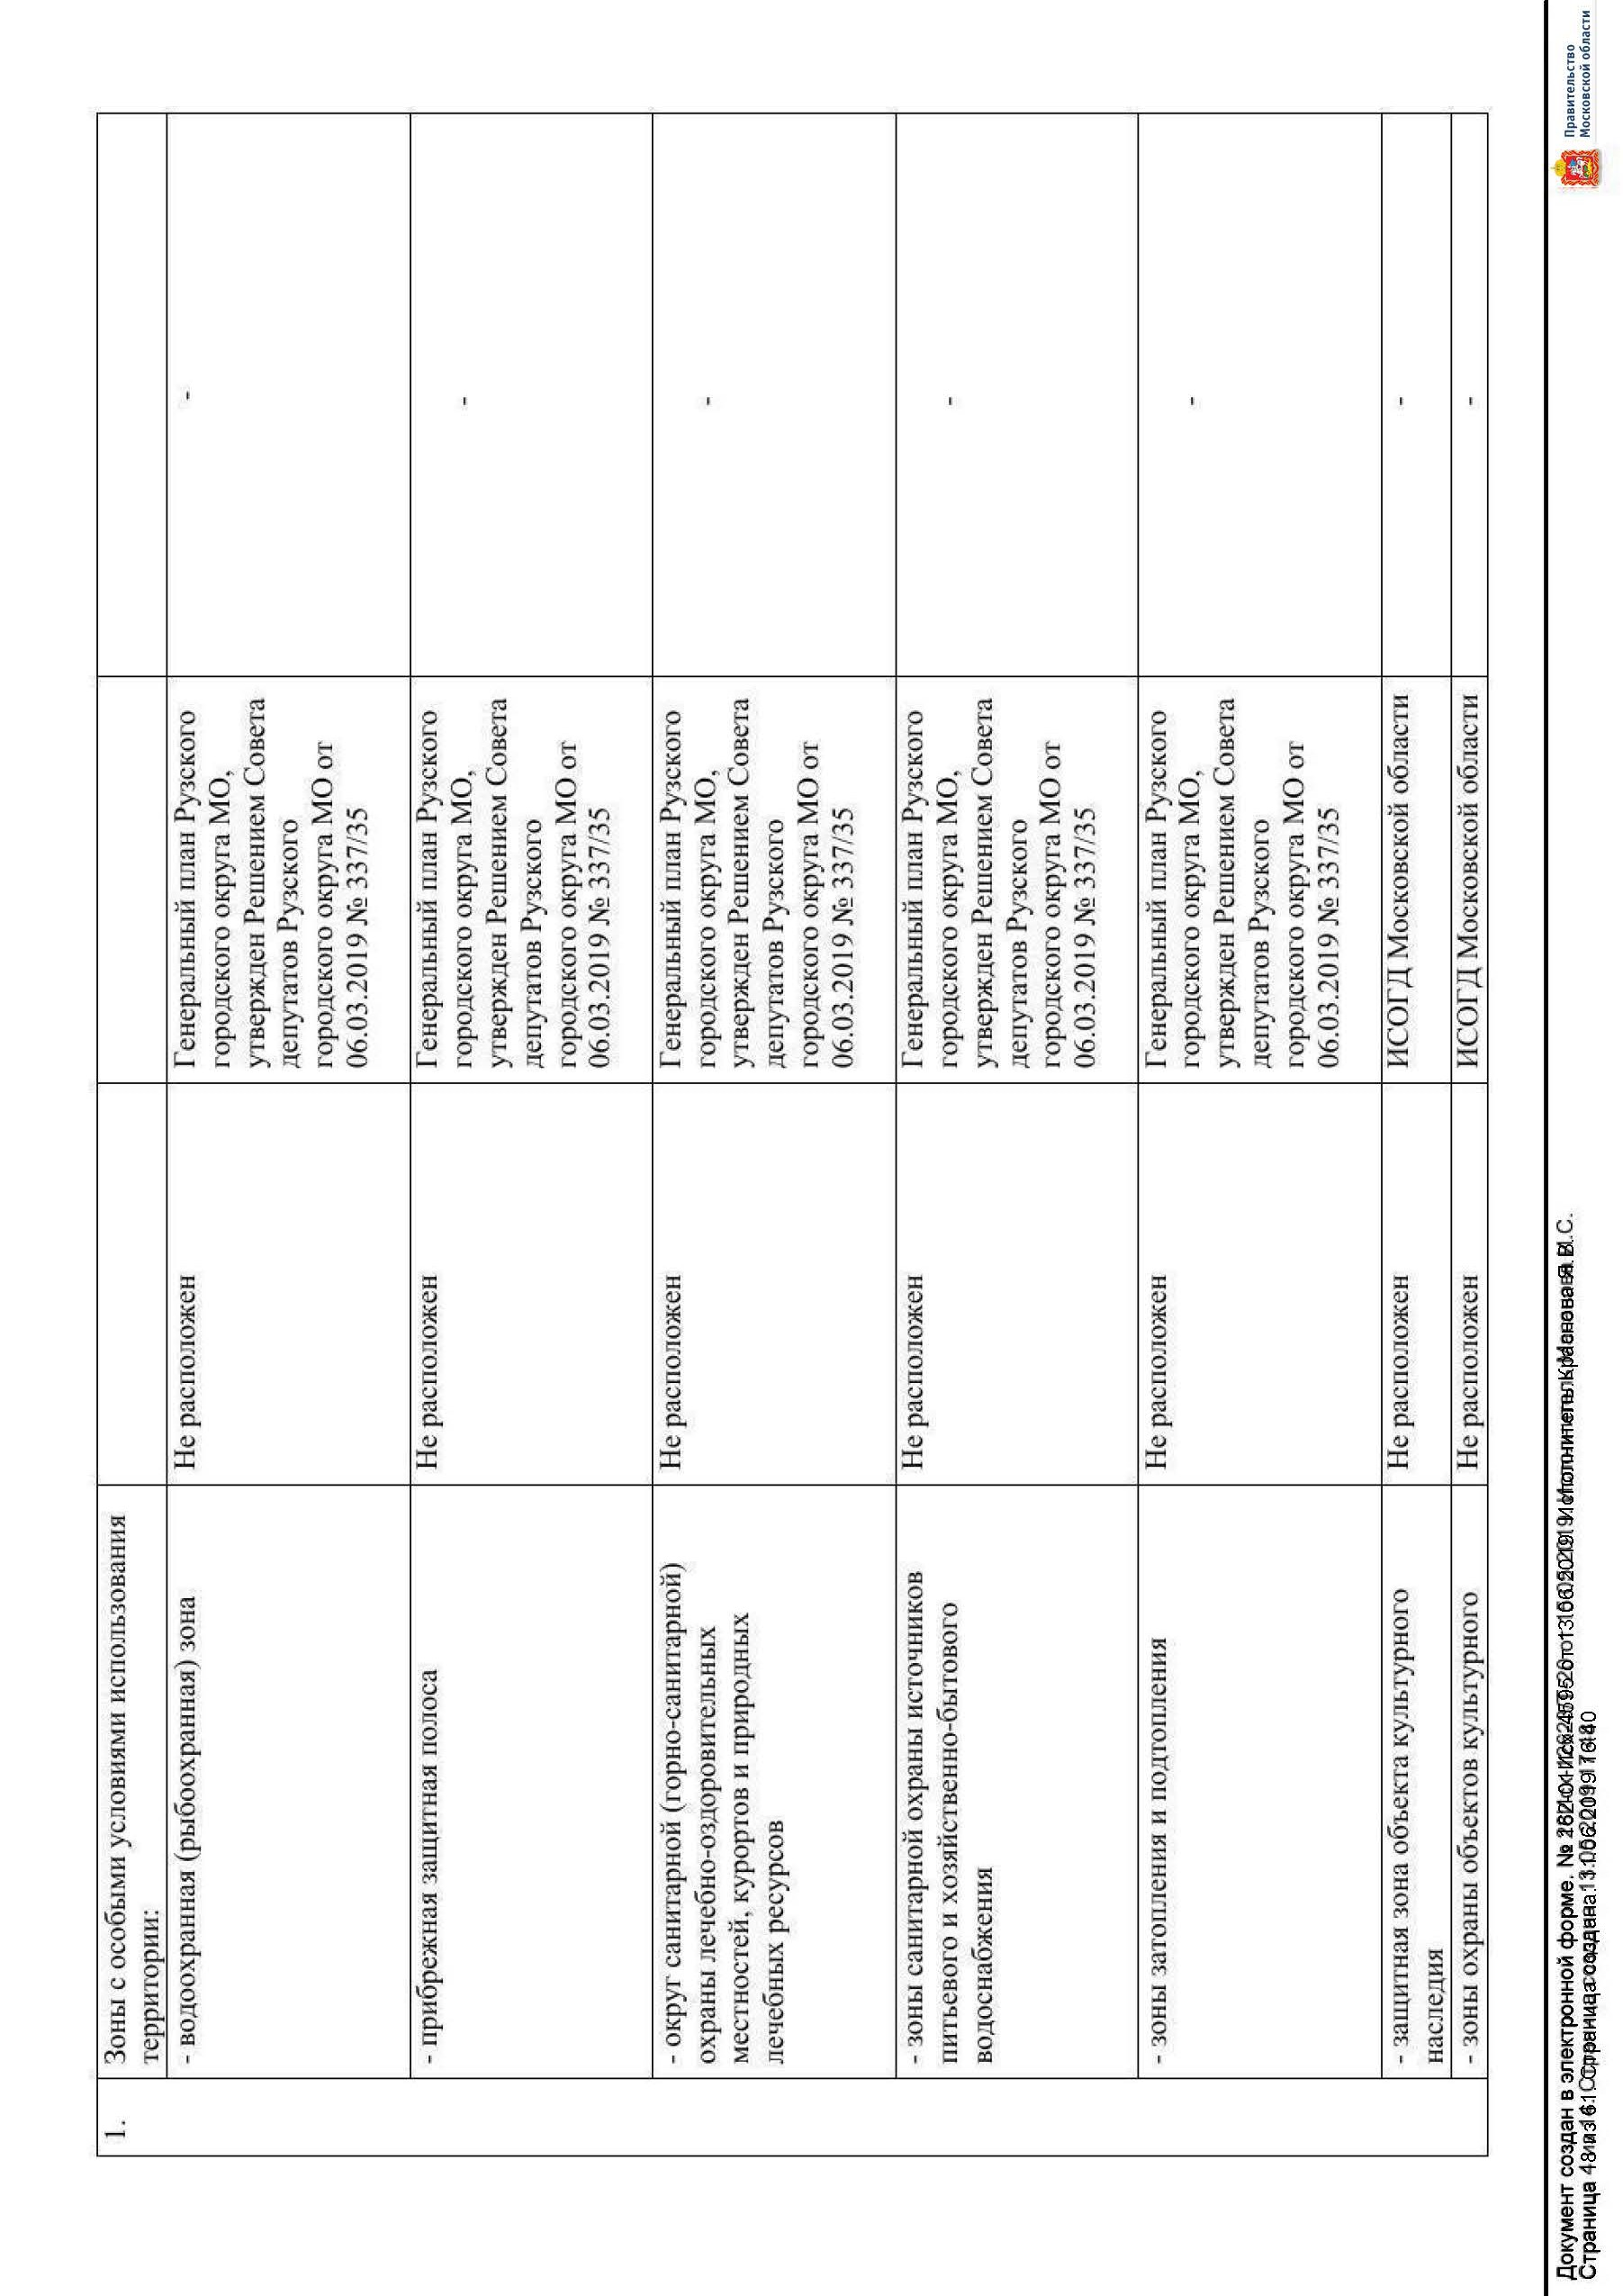 1.
Зоны с особыми условиями использования
территории:
- водоохранная (рыбоохранная) зона
Не расположен
Генеральный план Рузского
городского округа МО,
утвержден Решением Совета
депутатов Рузского
городского округа МО от
06.03.2019 № 337/35
-
- прибрежная защитная полоса
Не расположен
Генеральный план Рузского
городского округа МО,
утвержден Решением Совета
депутатов Рузского
городского округа МО от
06.03.2019 № 337/35
-
- округ санитарной (горно-санитарной)
охраны лечебно-оздоровительных
местностей, курортов и природных
лечебных ресурсов
Не расположен
Генеральный план Рузского
городского округа МО,
утвержден Решением Совета
депутатов Рузского
городского округа МО от
06.03.2019 № 337/35
-
- зоны санитарной охраны источников
питьевого и хозяйственно-бытового
водоснабжения
Не расположен
Генеральный план Рузского
городского округа МО,
утвержден Решением Совета
депутатов Рузского
городского округа МО от
06.03.2019 № 337/35
-
- зоны затопления и подтопления
Не расположен
Генеральный план Рузского
городского округа МО,
утвержден Решением Совета
депутатов Рузского
городского округа МО от
06.03.2019 № 337/35
-
- защитная зона объекта культурного
наследия
Не расположен
ИСОГД Московской области
-
- зоны охраны объектов культурного
Не расположен
ИСОГД Московской области
-
Документ создан в электронной форме. №
Страница
Правительство
Московской области